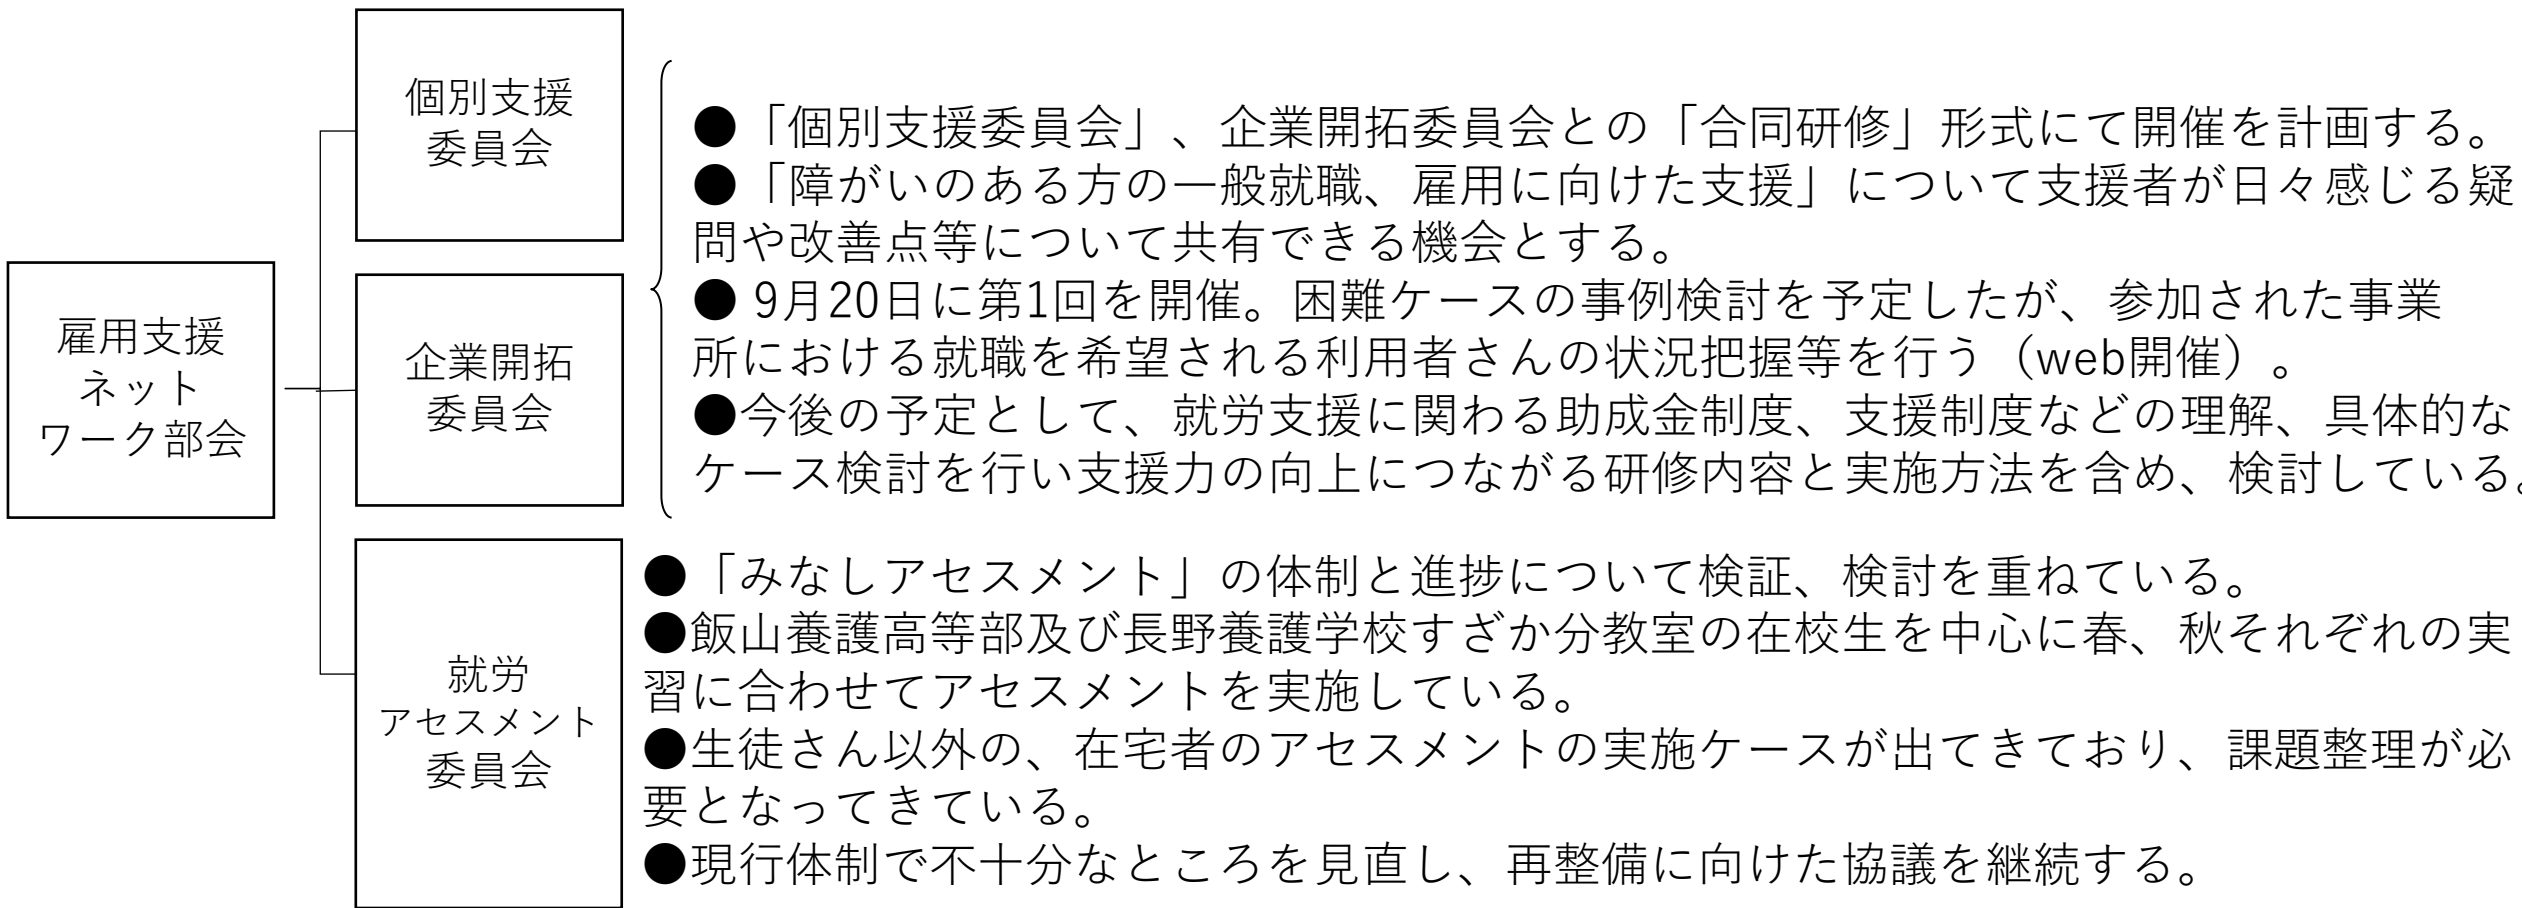 個別支援
委員会
●「個別支援委員会」、企業開拓委員会との「合同研修」形式にて開催を計画する。
●「障がいのある方の一般就職、雇用に向けた支援」について支援者が日々感じる疑
問や改善点等について共有できる機会とする。
● 9月20日に第1回を開催。困難ケースの事例検討を予定したが、参加された事業
所における就職を希望される利用者さんの状況把握等を行う（web開催）。
●今後の予定として、就労支援に関わる助成金制度、支援制度などの理解、具体的な
ケース検討を行い支援力の向上につながる研修内容と実施方法を含め、検討している。
雇用支援
ネット
ワーク部会
企業開拓
委員会
就労
アセスメント
委員会
●「みなしアセスメント」の体制と進捗について検証、検討を重ねている。
●飯山養護高等部及び長野養護学校すざか分教室の在校生を中心に春、秋それぞれの実
習に合わせてアセスメントを実施している。
●生徒さん以外の、在宅者のアセスメントの実施ケースが出てきており、課題整理が必
要となってきている。
●現行体制で不十分なところを見直し、再整備に向けた協議を継続する。